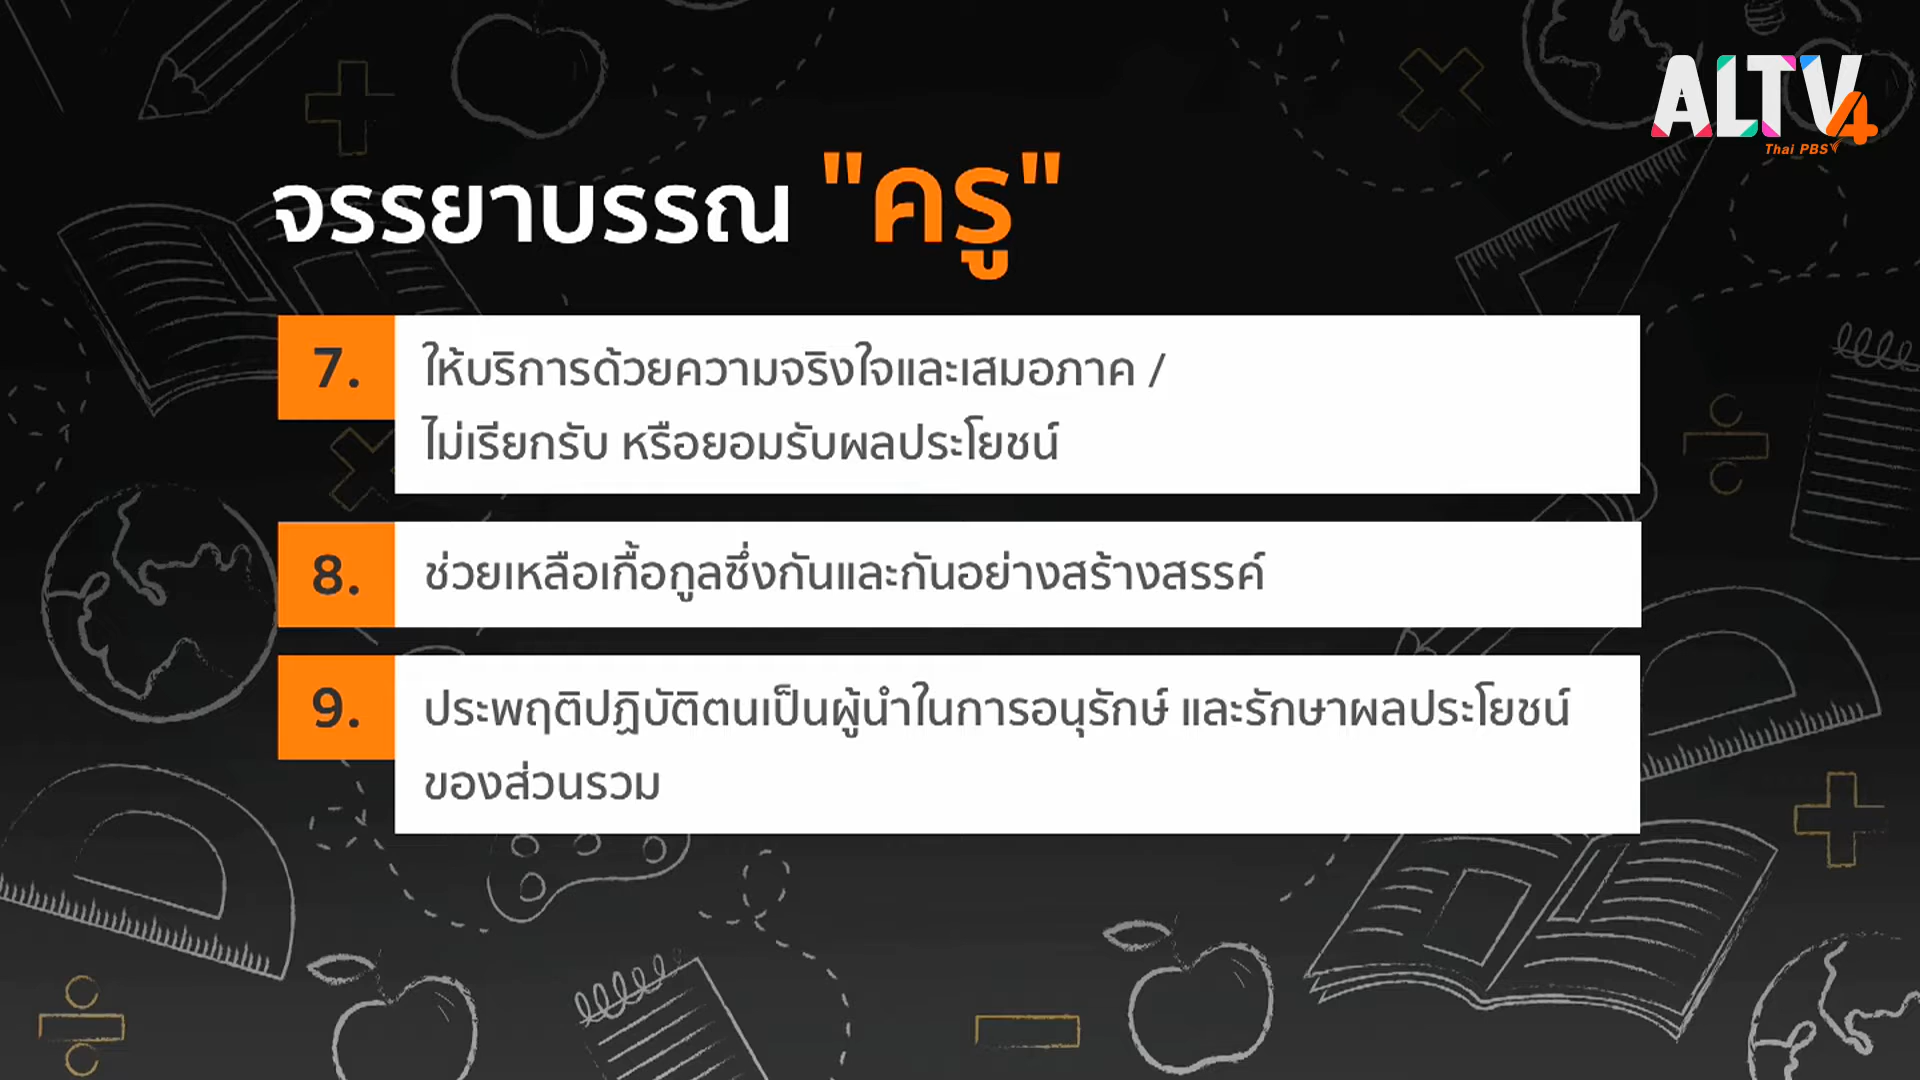 ALTV4
Thai PBS
จรรยาบรรณ "ครู"
7.
ให้บริการด้วยความจริงใจและเสมอภาค /
ไม่เรียกรับ หรือยอมรับผลประโยชน์
8.
ช่วยเหลือเกื้อกูลซึ่งกันและกันอย่างสร้างสรรค์
9.
ประพฤติปฏิบัติตนเป็นผู้นำในการอนุรักษ์ และรักษาผลประโยชน์
ของส่วนรวม